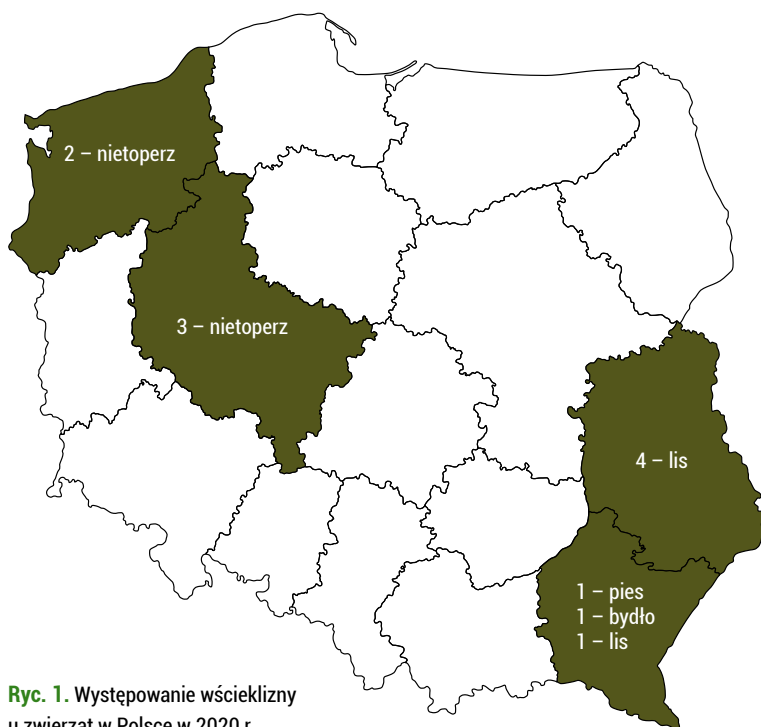 2 – nietoperz
3 – nietoperz
4 – lis
1 – pies
1 – bydło
1 – lis
Ryc. 1. Występowanie wścieklizny
u zwierząt w Polsce w 2020 r.